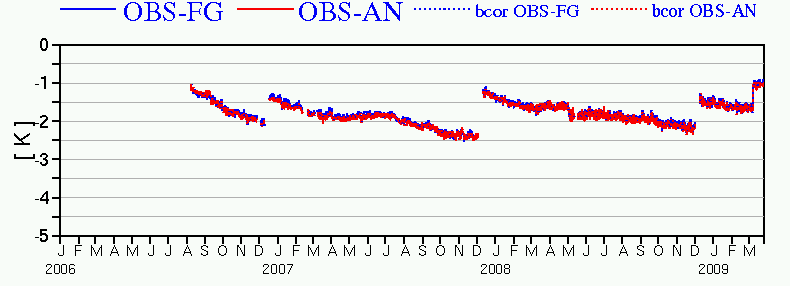 OBS-FG OBS-AN bcor OBS-FG bcor OBS-AN
0
-1
-2
-3
-4
-5
[ K ]
J F M A M J J A S O N D J F M A M J J A S O N D J F M A M J J A S O N D J F M
2006 2007 2008 2009